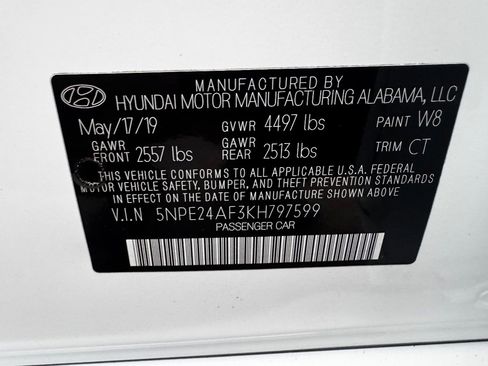 MANUFACTURED BY
HYUNDAI MOTOR MANUFACTURING ALABAMA, LLC
May/17/19 GVWR 4497 lbs PAINT W8
GAWR FRONT 2557 lbs GAWR REAR 2513 lbs TRIM CT
THIS VEHICLE CONFORMS TO ALL APPLICABLE U.S.A. FEDERAL
MOTOR VEHICLE SAFETY, BUMPER, AND THEFT PREVENTION STANDARDS
IN EFFECT ON THE DATE OF MANUFACTURE SHOWN ABOVE
V.I.N 5NPE24AF3KH797599
PASSENGER CAR